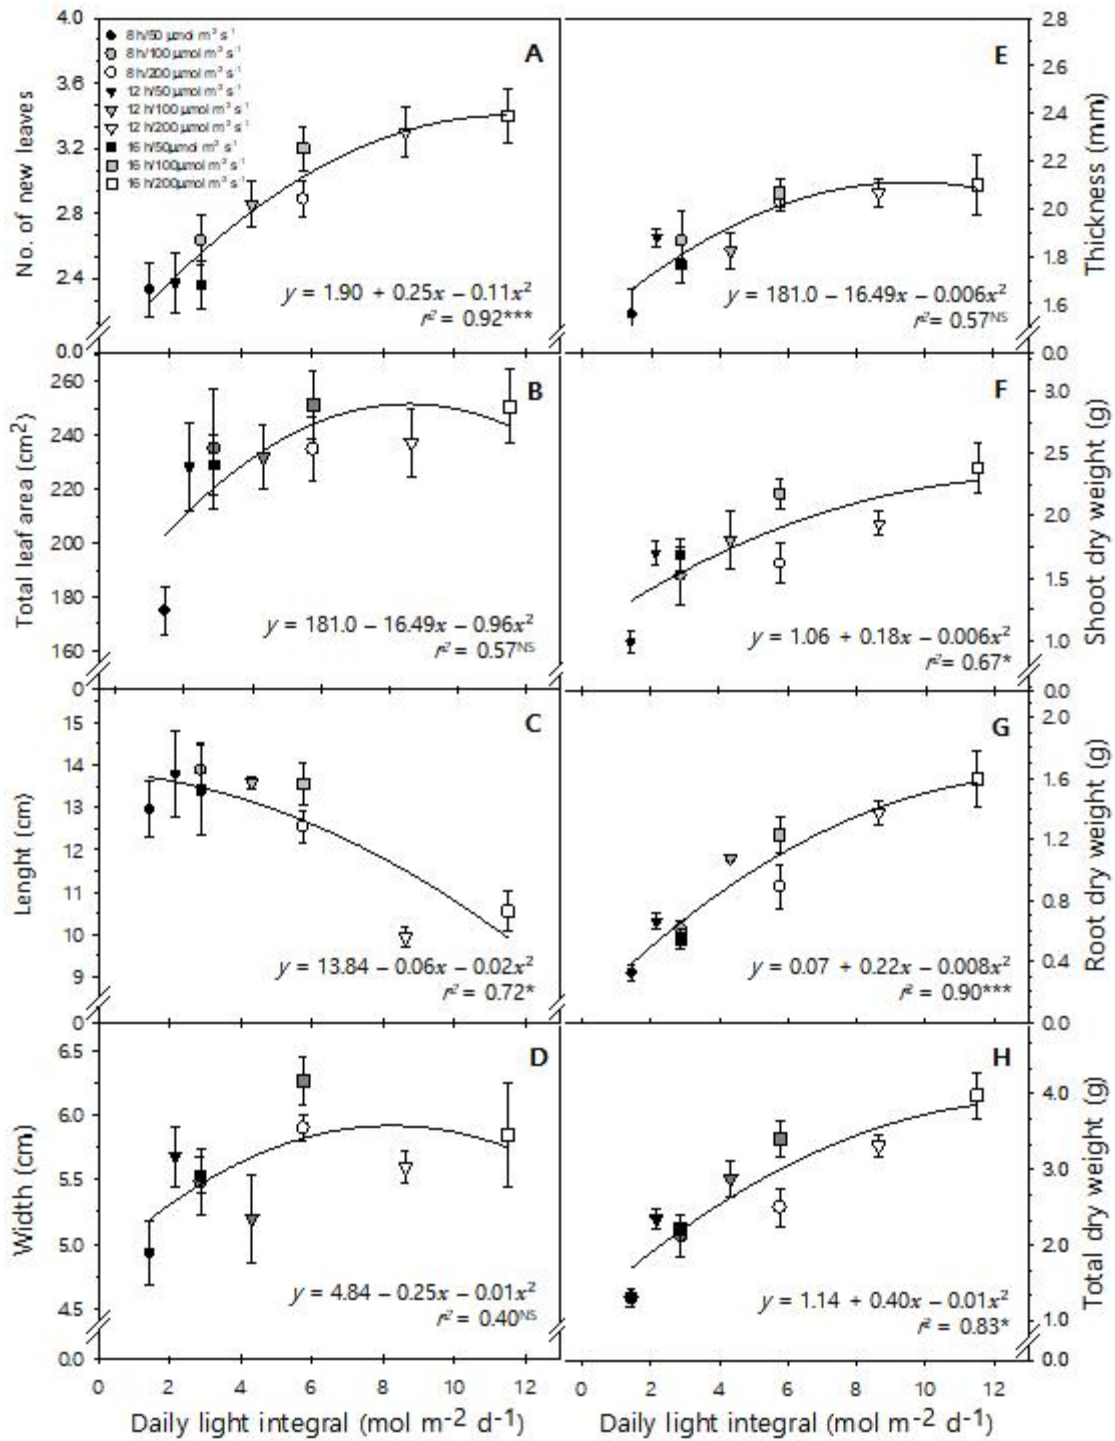 4.0
3.6
3.2
2.8
2.4
0.0
No. of new leaves
8 h/50 μmol m⁻² s⁻¹
8 h/100 μmol m⁻² s⁻¹
8 h/200 μmol m⁻² s⁻¹
12 h/50 μmol m⁻² s⁻¹
12 h/100 μmol m⁻² s⁻¹
12 h/200 μmol m⁻² s⁻¹
16 h/50μmol m⁻² s⁻¹
16 h/100μmol m⁻² s⁻¹
16 h/200μmol m⁻² s⁻¹
A
y = 1.90 + 0.25x − 0.11x²
r² = 0.92***
E
y = 181.0 − 16.49x − 0.006x²
r² = 0.57NS
2.8
2.6
2.4
2.2
2.0
1.8
1.6
0.0
Thickness (mm)
260
240
220
200
180
160
0
Total leaf area (cm²)
B
y = 181.0 − 16.49x − 0.96x²
r² = 0.57NS
F
y = 1.06 + 0.18x − 0.006x²
r² = 0.67*
3.0
2.5
2.0
1.5
1.0
0.0
Shoot dry weight (g)
15
14
13
12
11
10
9
0
Lenght (cm)
C
y = 13.84 − 0.06x − 0.02x²
r² = 0.72*
G
y = 0.07 + 0.22x − 0.008x²
r² = 0.90***
2.0
1.6
1.2
0.8
0.4
0.0
Root dry weight (g)
6.5
6.0
5.5
5.0
4.5
0.0
Width (cm)
D
y = 4.84 − 0.25x − 0.01x²
r² = 0.40NS
H
y = 1.14 + 0.40x − 0.01x²
r² = 0.83*
4.0
3.0
2.0
1.0
0.0
Total dry weight (g)
0 2 4 6 8 10 12
Daily light integral (mol m-2 d-1)
0 2 4 6 8 10 12
Daily light integral (mol m-2 d-1)